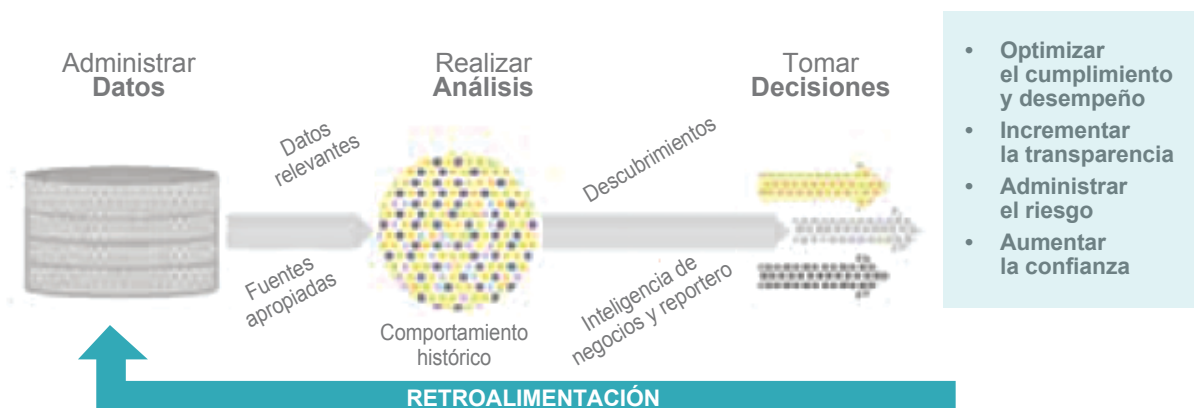 Administrar
Datos
Datos
relevantes
Fuentes
apropiadas
Realizar
Análisis
Comportamiento
histórico
Descubrimientos
Inteligencia de
negocios y reportero
Tomar
Decisiones
• Optimizar
el cumplimiento
y desempeño
• Incrementar
la transparencia
• Administrar
el riesgo
• Aumentar
la confianza
RETROALIMENTACIÓN